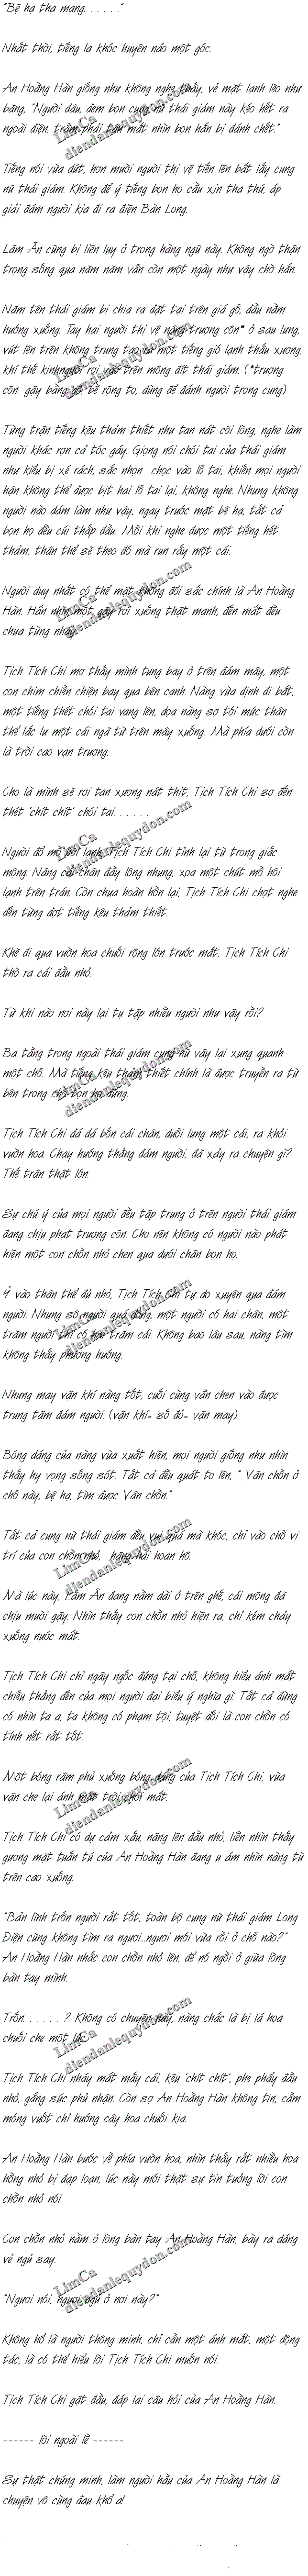 "Bệ hạ tha mạng. . . . . ."
Nhất thời, tiếng la khóc huyên náo một góc.
An Hoằng Hàn giống như không nghe thấy, vẻ mặt lạnh lẽo như
băng, "Người đâu, đem bọn cung nữ thái giám này kéo hết ra
ngoài điện, trẫm phải tận mắt nhìn bọn hắn bị đánh chết."
Tiếng nói vừa dứt, hơn mười người thị vệ tiến lên bắt lấy cung
nữ thái giám. Không để ý tiếng bọn họ cầu xin tha thứ, áp
giải đám người kia đi ra điện Bàn Long.
Lâm Ân cũng bị liên lụy ở trong hàng ngũ này. Không ngờ thận
trọng sống qua năm năm vẫn còn một ngày như vậy chờ hắn.
Năm tên thái giám bị chia ra đặt tại trên giá gỗ, đầu nằm
hướng xuống. Tay hai người thị vệ nâng trượng côn* ở sau lưng,
vút lên trên không trung tạo ra một tiếng gió lạnh thấu xương,
khí thế kinh người rơi vào trên mông đít thái giám. (*trượng
côn: gậy bằng gỗ, bề rộng to, dùng để đánh người trong cung)
Từng trận tiếng kêu thảm thiết như tan nát cõi lòng, nghe làm
người khác rợn cả tóc gáy. Giọng nói chói tai của thái giám
như kiểu bị xé rách, sắc nhọn chọc vào lỗ tai, khiến mọi người
hận không thể được bịt hai lỗ tai lại, không nghe. Nhưng không
người nào dám làm như vậy, ngay trước mặt bệ hạ, tất cả
bọn họ đều cúi thấp đầu. Mỗi khi nghe được một tiếng hét
thảm, thân thể sẽ theo đó mà run rẩy một cái.
Người duy nhất có thể mặt không đổi sắc chính là An Hoằng
Hàn. Hắn nhìn một gậy rồi xuống thật mạnh, đến mắt đều
chưa từng nháy.
Tịch Tích Chi mơ thấy mình tung bay ở trên đám mây, một
con chim chiền chiện bay qua bên cạnh. Nàng vừa định đi bắt,
một tiếng thét chói tai vang lên, dọa nàng sợ tới mức thân
thể lắc lư một cái ngã từ trên mây xuống. Mà phía dưới còn
là trời cao vạn trượng.
Cho là mình sẽ rơi tan xương nát thịt, Tịch Tích Chi sợ đến
thét 'chít chít' chói tai. . . . . .
Người đổ mồ hôi lạnh, Tịch Tích Chi tỉnh lại từ trong giấc
mộng. Nâng cái chân đầy lông nhung, xoa một chút mồ hôi
lạnh trên trán. Còn chưa hoàn hồn lại, Tịch Tích Chi chợt nghe
đến từng đợt tiếng kêu thảm thiết.
Khẽ đi qua vườn hoa chuối rộng lớn trước mắt, Tịch Tích Chi
thò ra cái đầu nhỏ.
Từ khi nào nơi này lại tụ tập nhiều người như vậy rồi?
Ba tầng trong ngoài thái giám cung nữ vây lại xung quanh
một chỗ. Mà tiếng kêu thảm thiết chính là được truyền ra từ
bên trong chỗ bọn họ đứng.
Tịch Tích Chi đá đá bốn cái chân, duỗi lưng một cái, ra khỏi
vườn hoa. Chạy hướng thẳng đám người, đã xảy ra chuyện gì?
Thế trận thật lớn.
Sự chú ý của mọi người đều tập trung ở trên người thái giám
đang chịu phạt trượng côn. Cho nên không có người nào phát
hiện một con chồn nhỏ chen qua dưới chân bọn họ.
Ỷ vào thân thể đủ nhỏ, Tịch Tích Chi tự do xuyên qua đám
người. Nhưng số người quá đông, một người có hai chân, một
trăm người thì có hai trăm cái. Không bao lâu sau, nàng tìm
không thấy phương hướng.
Nhưng may vận khí nàng tốt, cuối cùng vẫn chen vào được
trung tâm đám người. (vận khí= số đỏ= vận may)
Bóng dáng của nàng vừa xuất hiện, mọi người giống như nhìn
thấy hy vọng sống sót. Tất cả đều quát to lên, " Vân chồn ở
chỗ này, bệ hạ, tìm được Vân chồn."
Tất cả cung nữ thái giám đều vui quá mà khóc, chỉ vào chỗ vị
trí của con chồn nhỏ, hăng hái hoan hô.
Mà lúc này, Lâm Ân đang nằm dài ở trên ghế, cái mông đã
chịu mười gậy. Nhìn thấy con chồn nhỏ hiện ra, chỉ kém chảy
xuống nước mắt.
Tịch Tích Chi chỉ ngây ngốc đứng tại chỗ, không hiểu ánh mắt
chiếu thẳng đến của mọi người đại biểu ý nghĩa gì. Tất cả đừng
có nhìn ta a, ta không có phạm tội, tuyệt đối là con chồn có
tính nết rất tốt.
Một bóng râm phủ xuống bóng dáng của Tịch Tích Chi, vừa
vặn che lại ánh mặt trời chói mắt.
Tịch Tích Chi có dự cảm xấu, nâng lên đầu nhỏ, liền nhìn thấy
gương mặt tuấn tú của An Hoằng Hàn đang u ám nhìn nàng từ
trên cao xuống.
"Bản lĩnh trốn người rất tốt, toàn bộ cung nữ thái giám Long
Điện cũng không tìm ra ngươi...ngươi mới vừa rồi ở chỗ nào?"
An Hoằng Hàn nhấc con chồn nhỏ lên, để nó ngồi ở giữa lòng
bàn tay mình.
Trốn. . . . . . ? Không có chuyện này, nàng chắc là bị lá hoa
chuối che một lúc.
Tịch Tích Chi nháy mắt mấy cái, kêu 'chít chít', phe phẩy đầu
nhỏ, gắng sức phủ nhận. Còn sợ An Hoằng Hàn không tin, cầm
móng vuốt chỉ hướng cây hoa chuối kia.
An Hoằng Hàn bước về phía vườn hoa, nhìn thấy rất nhiều hoa
hồng nhỏ bị đạp loạn, lúc này mới thật sự tin tưởng lời con
chồn nhỏ nói.
Con chồn nhỏ nằm ở lòng bàn tay An Hoằng Hàn, bày ra dáng
vẻ ngủ say.
"Ngươi nói, ngươi ngủ ở nơi này?"
Không hổ là người thông minh, chỉ cần một ánh mắt, một động
tác, là có thể hiểu lời Tịch Tích Chi muốn nói.
Tịch Tích Chi gật đầu, đáp lại câu hỏi của An Hoằng Hàn.
------ lời ngoài lề ------
Sự thật chứng minh, làm người hầu của An Hoằng Hàn là
chuyện vô cùng đau khổ a!